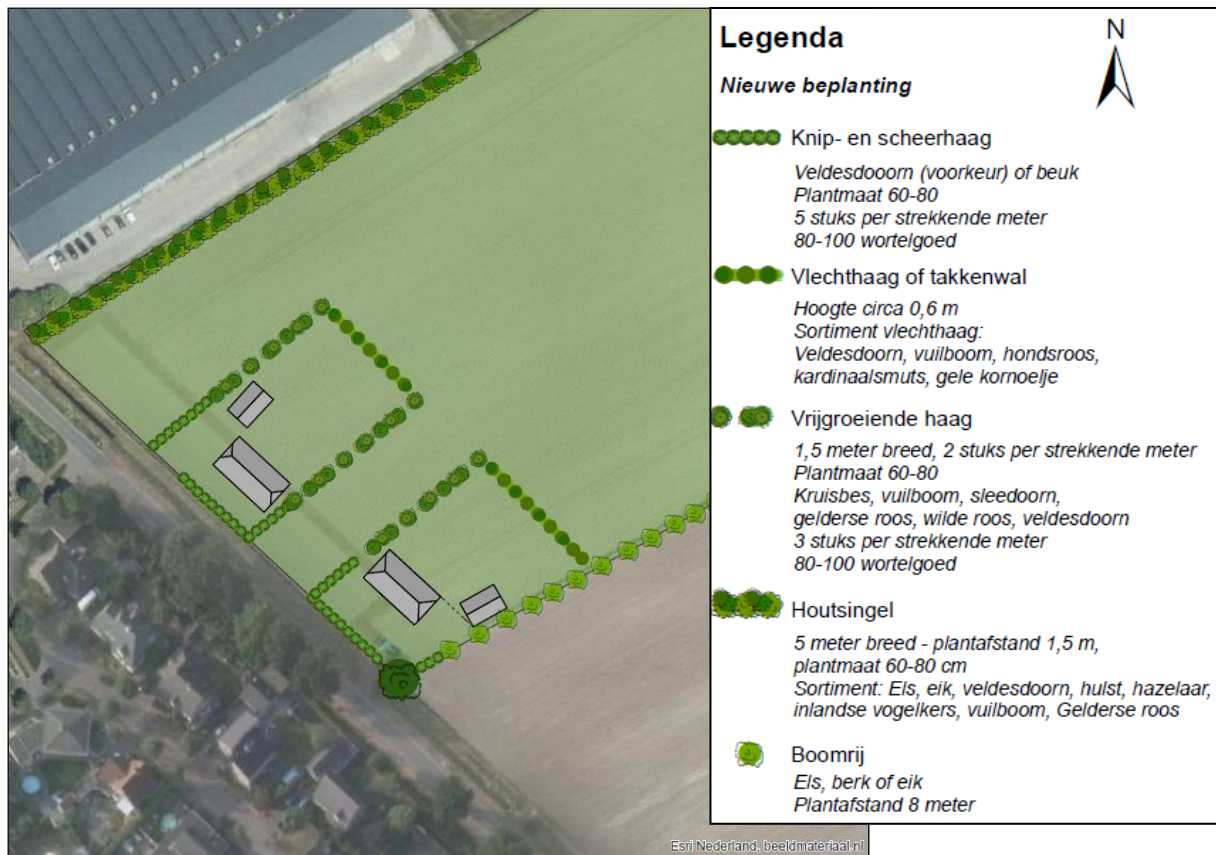 Legenda
N
Nieuwe beplanting
Knip- en scheerhaag
Veldesdooorn (voorkeur) of beuk
Plantmaat 60-80
5 stuks per strekkende meter
80-100 wortelgoed
Vlechthaag of takkenwal
Hoogte circa 0,6 m
Sortiment vlechthaag:
Veldesdoorn, vuilboom, hondsroos,
kardinaalsmuts, gele kornoelje
Vrijgroeiende haag
1,5 meter breed, 2 stuks per strekkende meter
Plantmaat 60-80
Kruisbes, vuilboom, sleedoorn,
gelderse roos, wilde roos, veldesdoorn
3 stuks per strekkende meter
80-100 wortelgoed
Houtsingel
5 meter breed - plantafstand 1,5 m,
plantmaat 60-80 cm
Sortiment: Els, eik, veldesdoorn, hulst, hazelaar,
inlandse vogelkers, vuilboom, Gelderse roos
Boomrij
Els, berk of eik
Plantafstand 8 meter
Esri Nederland, beeldmateriaal.nl